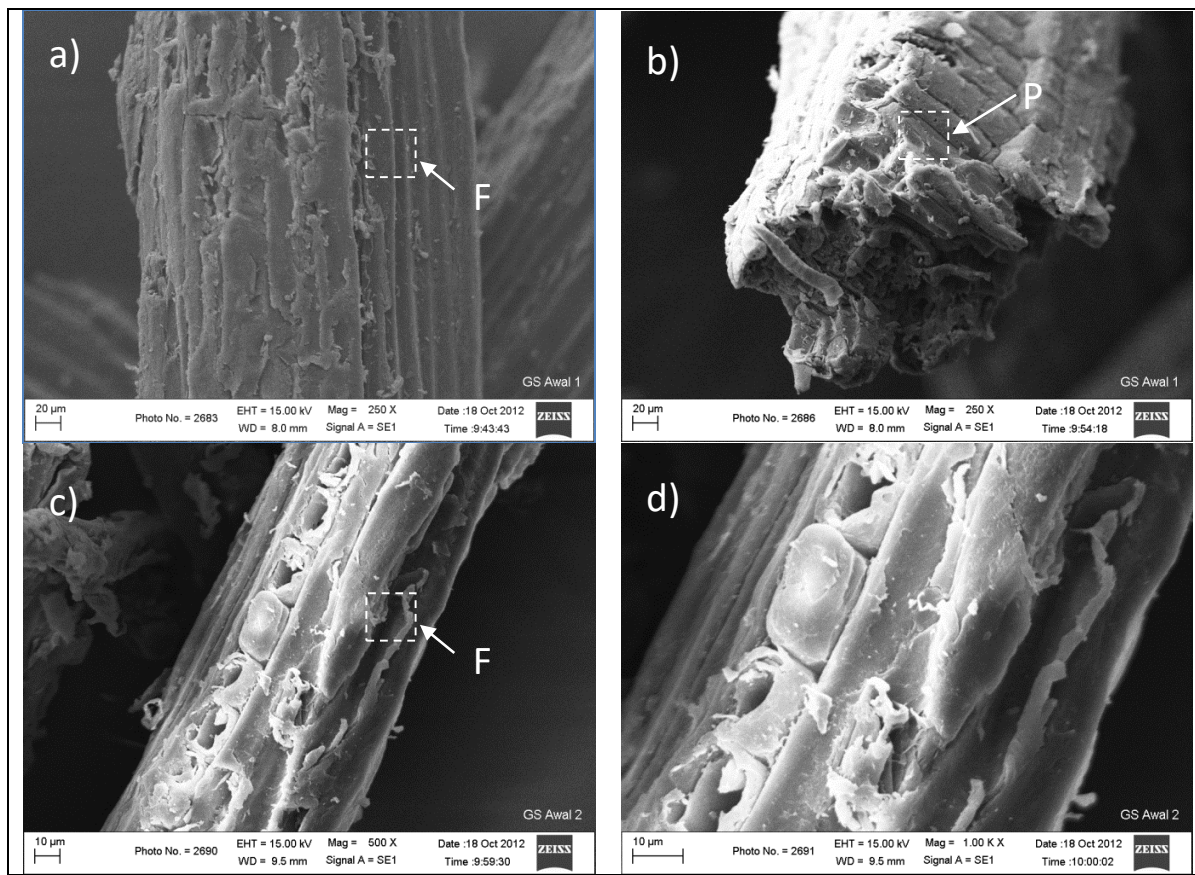 a)
F
GS Awal 1
20 µm
Photo No. = 2683
EHT = 15.00 kV
WD = 8.0 mm
Mag = 250 X
Signal A = SE1
Date :18 Oct 2012
Time :9:43:43
ZEISS
b)
P
GS Awal 1
20 µm
Photo No. = 2686
EHT = 15.00 kV
WD = 8.0 mm
Mag = 250 X
Signal A = SE1
Date :18 Oct 2012
Time :9:54:18
ZEISS
c)
F
GS Awal 2
10 µm
Photo No. = 2690
EHT = 15.00 kV
WD = 9.5 mm
Mag = 500 X
Signal A = SE1
Date :18 Oct 2012
Time :9:59:30
ZEISS
d)
GS Awal 2
10 µm
Photo No. = 2691
EHT = 15.00 kV
WD = 9.5 mm
Mag = 1.00 K X
Signal A = SE1
Date :18 Oct 2012
Time :10:00:02
ZEISS